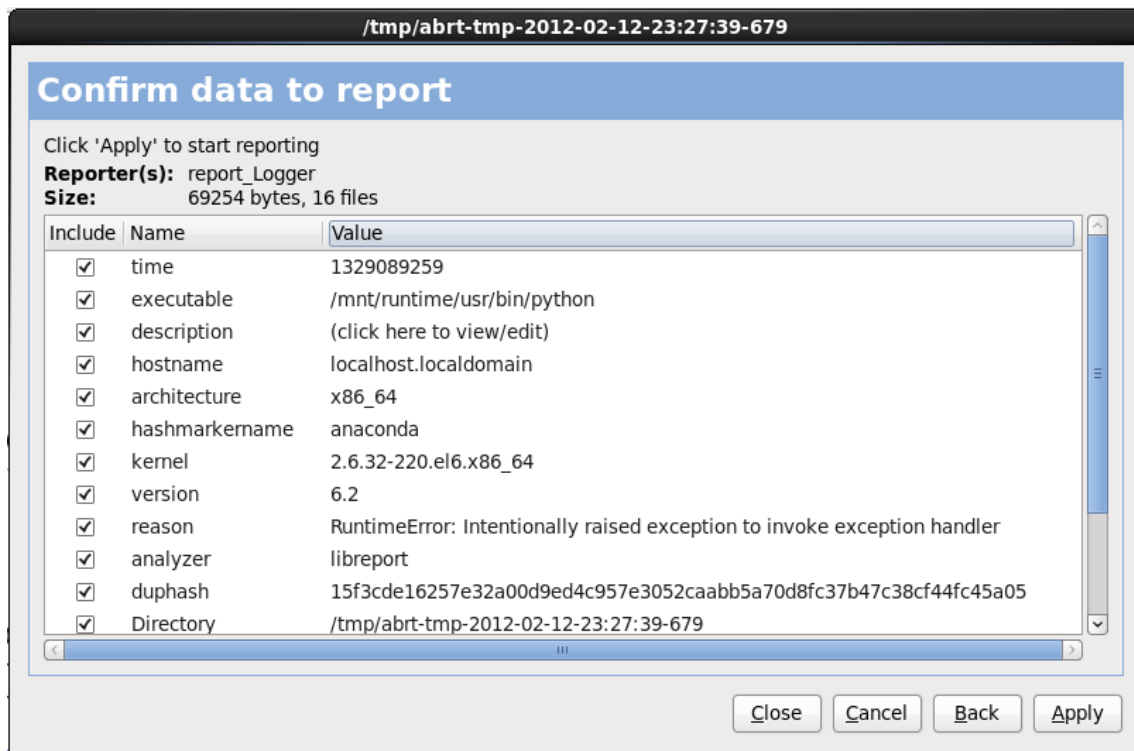 /tmp/abrt-tmp-2012-02-12-23:27:39-679
Confirm data to report
Click 'Apply' to start reporting
Reporter(s): report_Logger
Size: 69254 bytes, 16 files
Include Name Value
time 1329089259
executable /mnt/runtime/usr/bin/python
description (click here to view/edit)
hostname localhost.localdomain
architecture x86_64
hashmarkername anaconda
kernel 2.6.32-220.el6.x86_64
version 6.2
reason RuntimeError: Intentionally raised exception to invoke exception handler
analyzer libreport
duphash 15f3cde16257e32a00d9ed4c957e3052caabb5a70d8fc37b47c38cf44fc45a05
Directory /tmp/abrt-tmp-2012-02-12-23:27:39-679
Close Cancel Back Apply